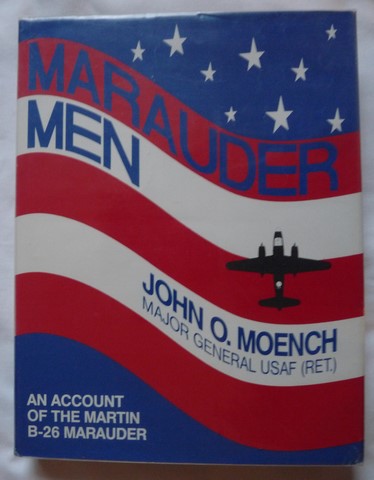 MARAUDER
MEN
JOHN O. MOENCH
MAJOR GENERAL USAF (RET.)
AN ACCOUNT
OF THE MARTIN
B-26 MARAUDER